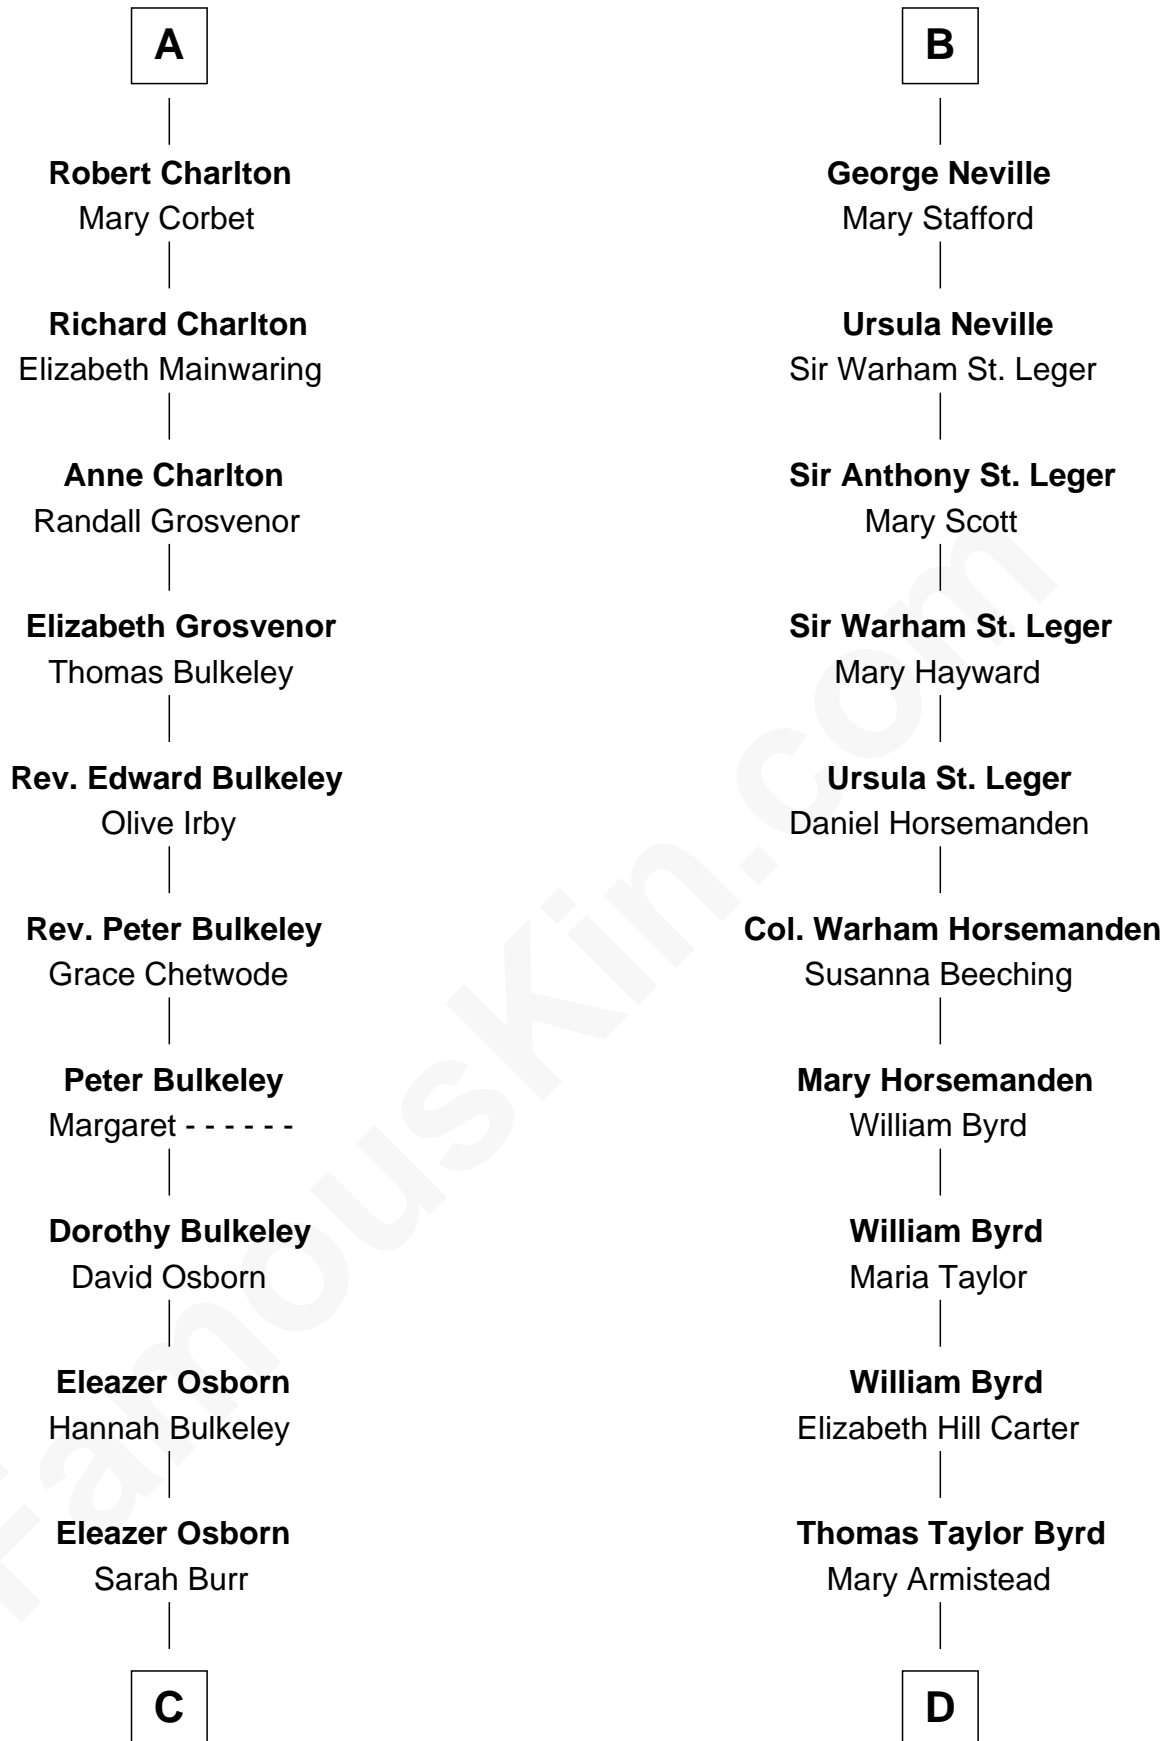 A
Robert Charlton
Mary Corbet
Richard Charlton
Elizabeth Mainwaring
Anne Charlton
Randall Grosvenor
Elizabeth Grosvenor
Thomas Bulkeley
Rev. Edward Bulkeley
Olive Irby
Rev. Peter Bulkeley
Grace Chetwode
Peter Bulkeley
Margaret - - - - - -
Dorothy Bulkeley
David Osborn
Eleazer Osborn
Hannah Bulkeley
Eleazer Osborn
Sarah Burr
C
B
George Neville
Mary Stafford
Ursula Neville
Sir Warham St. Leger
Sir Anthony St. Leger
Mary Scott
Sir Warham St. Leger
Mary Hayward
Ursula St. Leger
Daniel Horsemanden
Col. Warham Horsemanden
Susanna Beeching
Mary Horsemanden
William Byrd
William Byrd
Maria Taylor
William Byrd
Elizabeth Hill Carter
Thomas Taylor Byrd
Mary Armistead
D
FamousKin.com